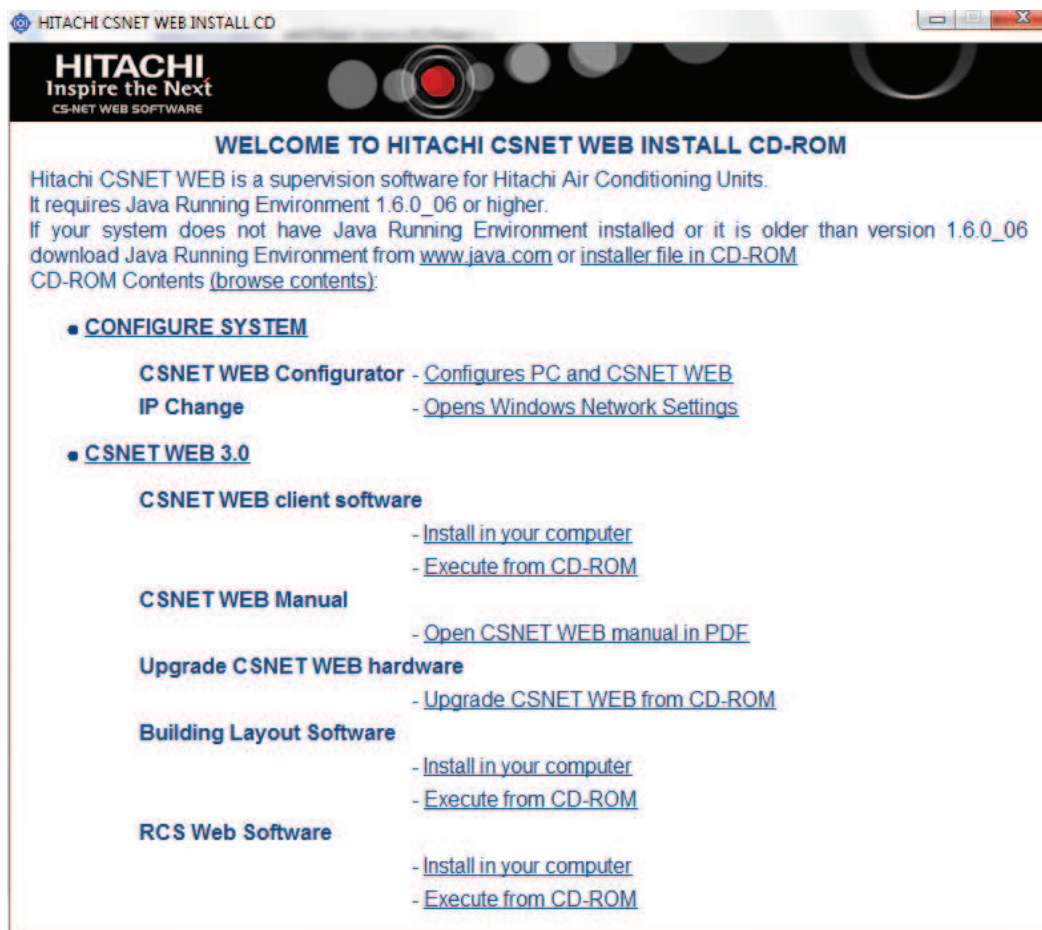 HITACHI CSNET WEB INSTALL CD
HITACHI
Inspire the Next
CS-NET WEB SOFTWARE
WELCOME TO HITACHI CSNET WEB INSTALL CD-ROM
Hitachi CSNET WEB is a supervision software for Hitachi Air Conditioning Units.
It requires Java Running Environment 1.6.0_06 or higher.
If your system does not have Java Running Environment installed or it is older than version 1.6.0_06
download Java Running Environment from www.java.com or installer file in CD-ROM
CD-ROM Contents (browse contents):
• CONFIGURE SYSTEM
CSNET WEB Configurator - Configures PC and CSNET WEB
IP Change - Opens Windows Network Settings
• CSNET WEB 3.0
CSNET WEB client software
- Install in your computer
- Execute from CD-ROM
CSNET WEB Manual
- Open CSNET WEB manual in PDF
Upgrade CSNET WEB hardware
- Upgrade CSNET WEB from CD-ROM
Building Layout Software
- Install in your computer
- Execute from CD-ROM
RCS Web Software
- Install in your computer
- Execute from CD-ROM